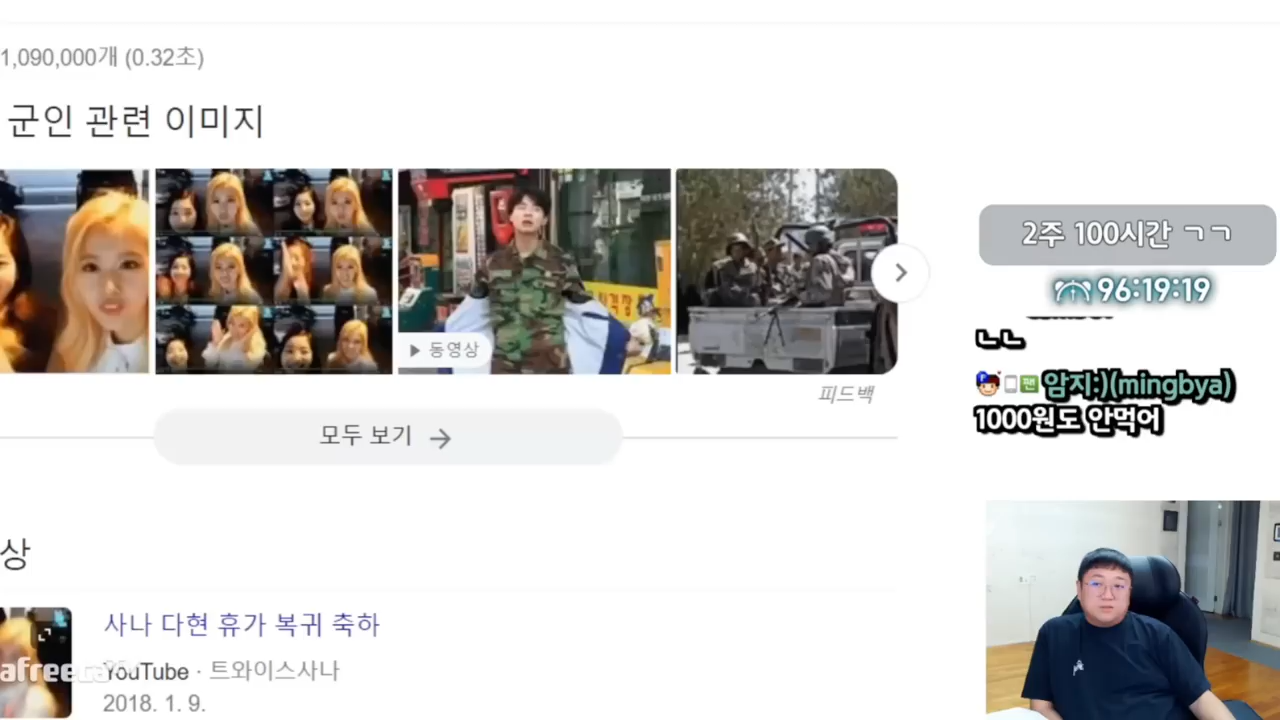 1,090,000개 (0.32초)
군인 관련 이미지
동영상
피드백
모두 보기
2주 100시간 ㄱㄱ
96:19:19
ㄴㄴ
암지:)(mingbya)
1000원도 안먹어
상
사나 다현 휴가 복귀 축하
YouTube · 트와이스사나
2018. 1. 9.
afreeca